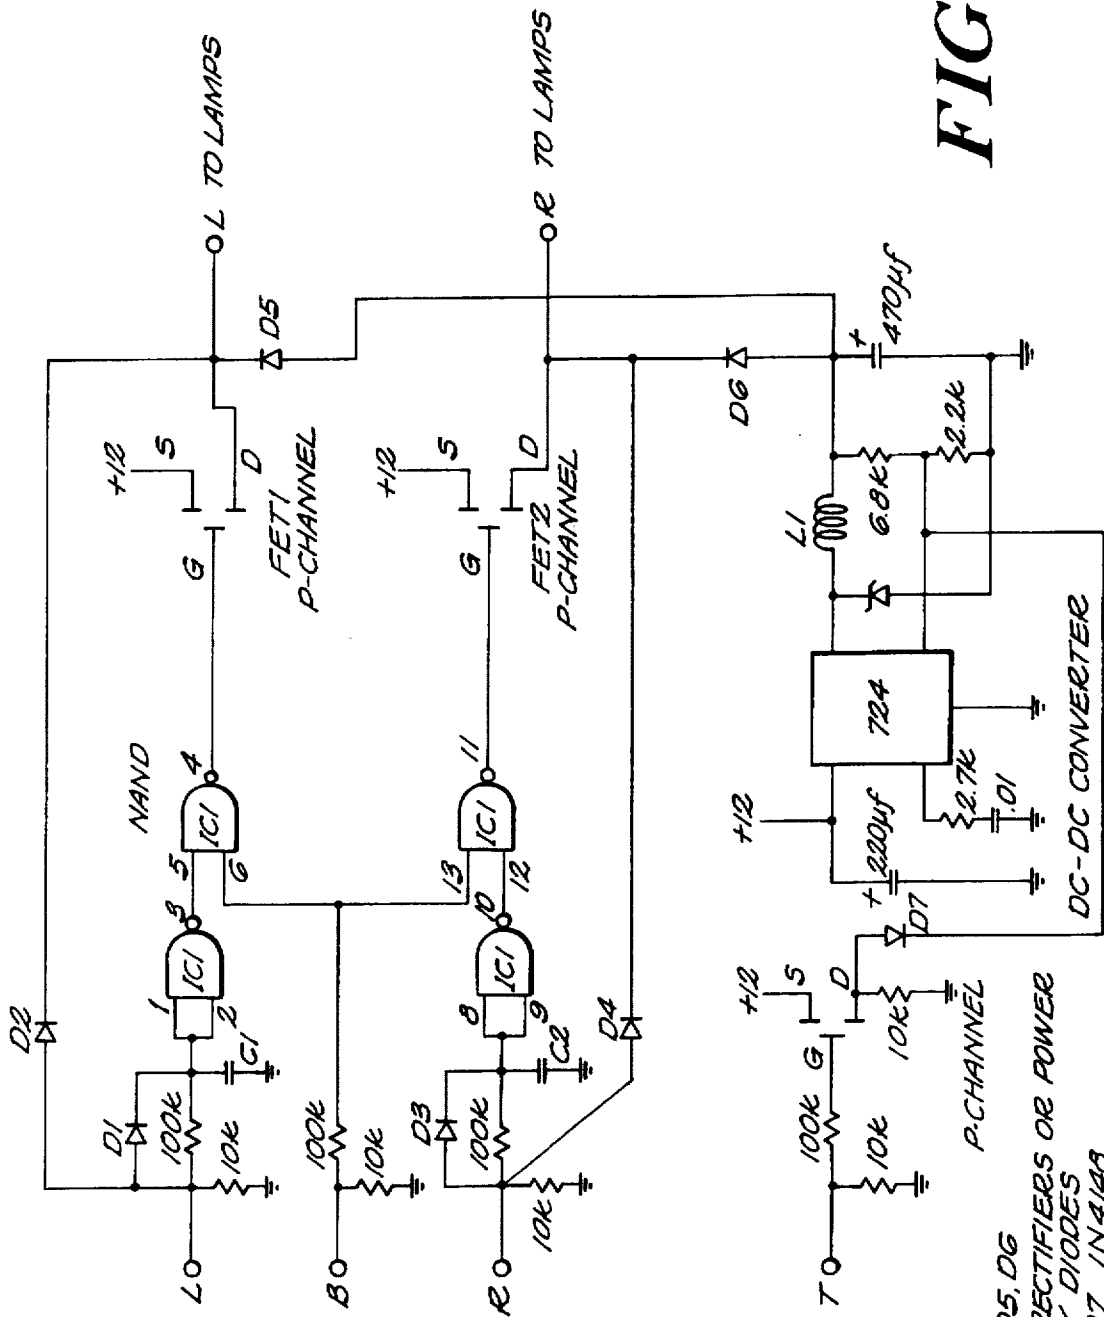 L TO LAMPS
D2
D5
+12
S
G
D
FET1
P-CHANNEL
NAND
4
5
6
3
1
2
IC1
IC1
D1
100K
10K
C1
L
R TO LAMPS
+12
S
G
D
FET2
P-CHANNEL
11
13
12
10
8
9
IC1
IC1
100K
10K
B
D3
100K
10K
C2
D4
R
D6
+
470µf
L1
6.8K
2.2K
724
+12
+
220µf
2.7K
.01
DC-DC CONVERTER
D7
+12
S
G
D
100K
10K
10K
P-CHANNEL
T
D5, D6
RECTIFIERS OR POWER
DIODES
1N4148
FIG